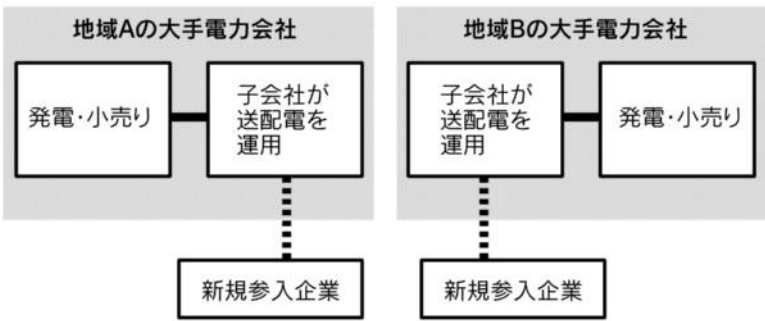 地域Aの大手電力会社
発電・小売り
子会社が
送配電を
運用
新規参入企業
地域Bの大手電力会社
子会社が
送配電を
運用
発電・小売り
新規参入企業